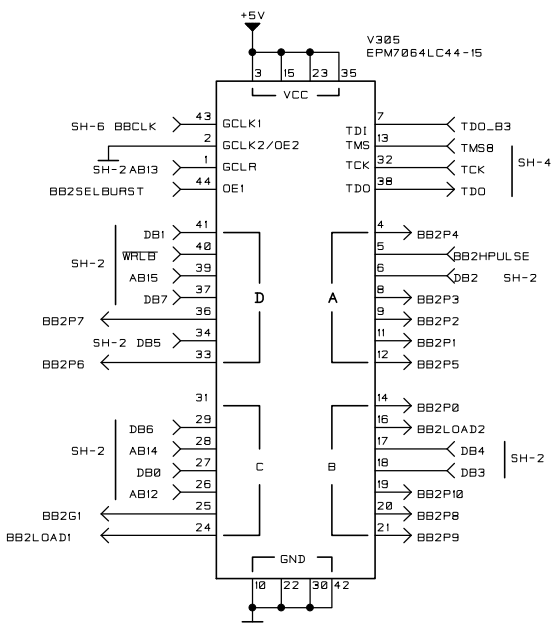 +5V
V305
EPM7064LC44-15
3 15 23 35
VCC
SH-6 BBCLK 43 GCLK1
2 GCLK2/OE2
SH-2 AB13 1 GCLR
BB2SELBURST 44 OE1
TDI 7 TDO_B3
TMS 13 TMS8
TCK 32 TCK
TDO 38 TDO
SH-4
SH-2
DB1 41
WRLB 40
AB15 39
DB7 37
BB2P7 36
SH-2 DB5 34
BB2P6 33
D
A
4 BB2P4
5 BB2HPULSE
6 DB2 SH-2
8 BB2P3
9 BB2P2
11 BB2P1
12 BB2P5
31
SH-2
DB6 29
AB14 28
DB0 27
AB12 26
BB2G1 25
BB2LOAD1 24
C
B
14 BB2P0
16 BB2LOAD2
17 DB4
18 DB3
SH-2
19 BB2P10
20 BB2P8
21 BB2P9
GND
10 22 30 42